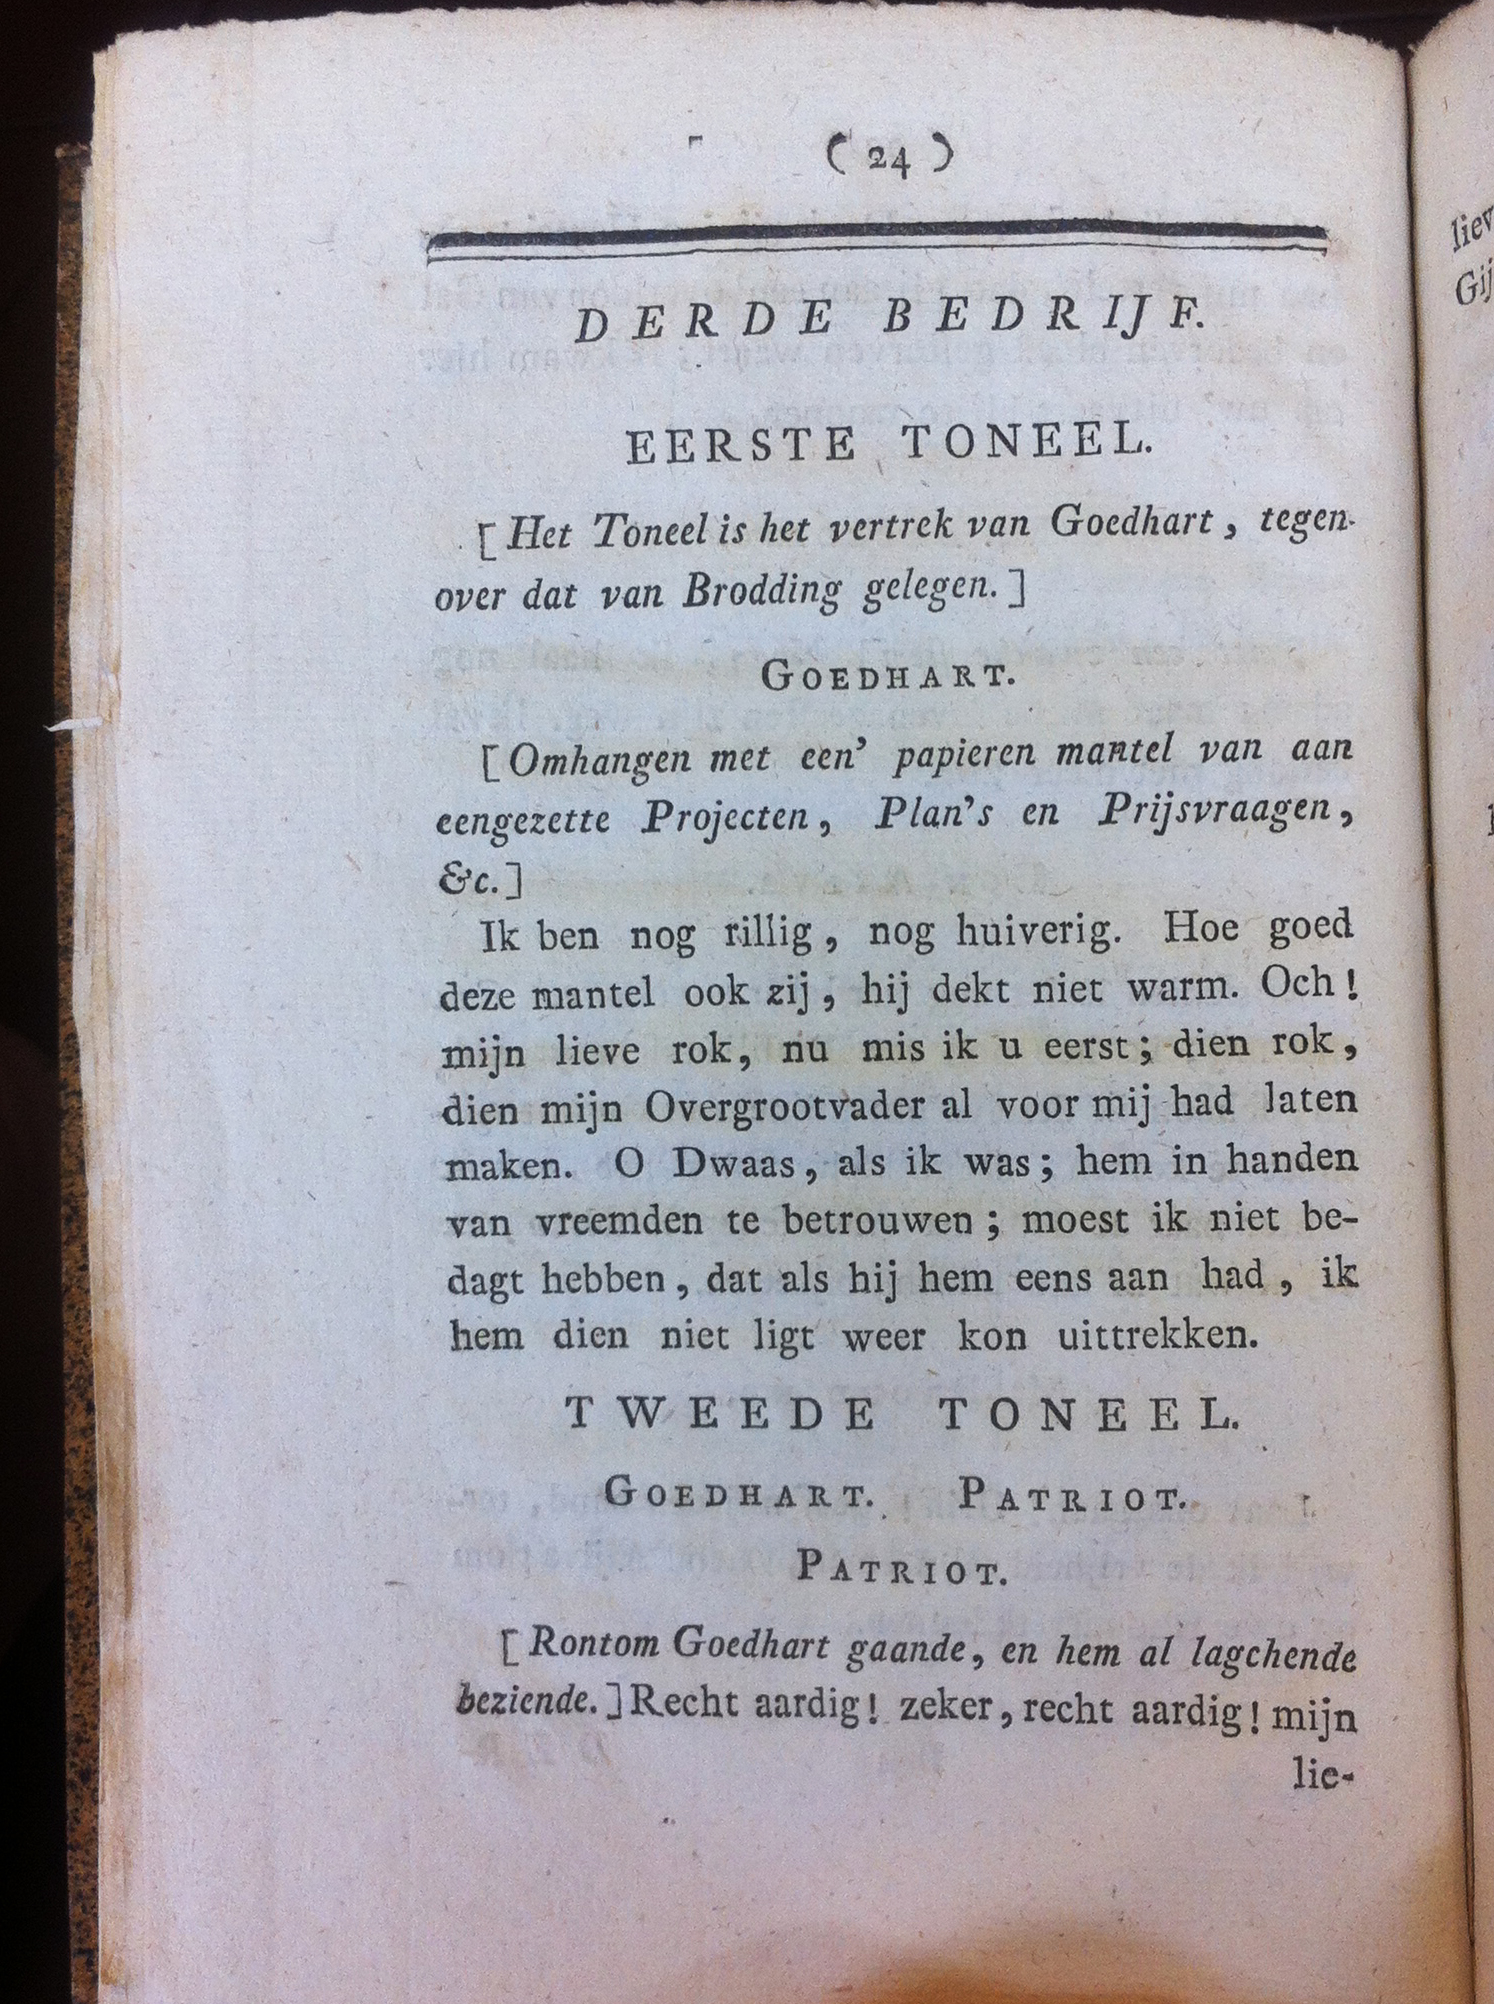 ( 24 )
DERDE BEDRIJF.
EERSTE TONEEL.
[Het Toneel is het vertrek van Goedhart, tegen-
over dat van Brodding gelegen.]
GOEDHART.
[Omhangen met een' papieren mantel van aan
eengezette Projecten, Plan's en Prijsvraagen,
&c.]
Ik ben nog rillig, nog huiverig. Hoe goed
deze mantel ook zij, hij dekt niet warm. Och!
mijn lieve rok, nu mis ik u eerst; dien rok,
dien mijn Overgrootvader al voor mij had laten
maken. O Dwaas, als ik was; hem in handen
van vreemden te betrouwen; moest ik niet be-
dagt hebben, dat als hij hem eens aan had, ik
hem dien niet ligt weer kon uittrekken.
TWEEDE TONEEL.
GOEDHART. PATRIOT.
PATRIOT.
[Rontom Goedhart gaande, en hem al lagchende
beziende.] Recht aardig! zeker, recht aardig! mijn
lie-
liev
Gij